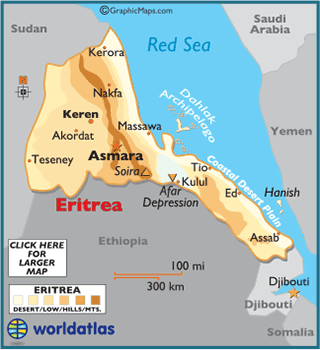 ©GraphicMaps.com
Sudan
Saudi
Arabia
Red Sea
Kerora
Nakfa
Dahlak
Archipelago
Keren
Massawa
Akordat
Yemen
Teseney
Asmara
Soira
Tio
Kulul
Coastal Desert Plain
Afar
Depression
Ed
Hanish
Eritrea
Assab
Ethiopia
CLICK HERE
FOR
LARGER
MAP
100 mi
300 km
Djibouti
Djibouti
ERITREA
DESERT/LOW/HILLS/MTS.
worldatlas
Somalia